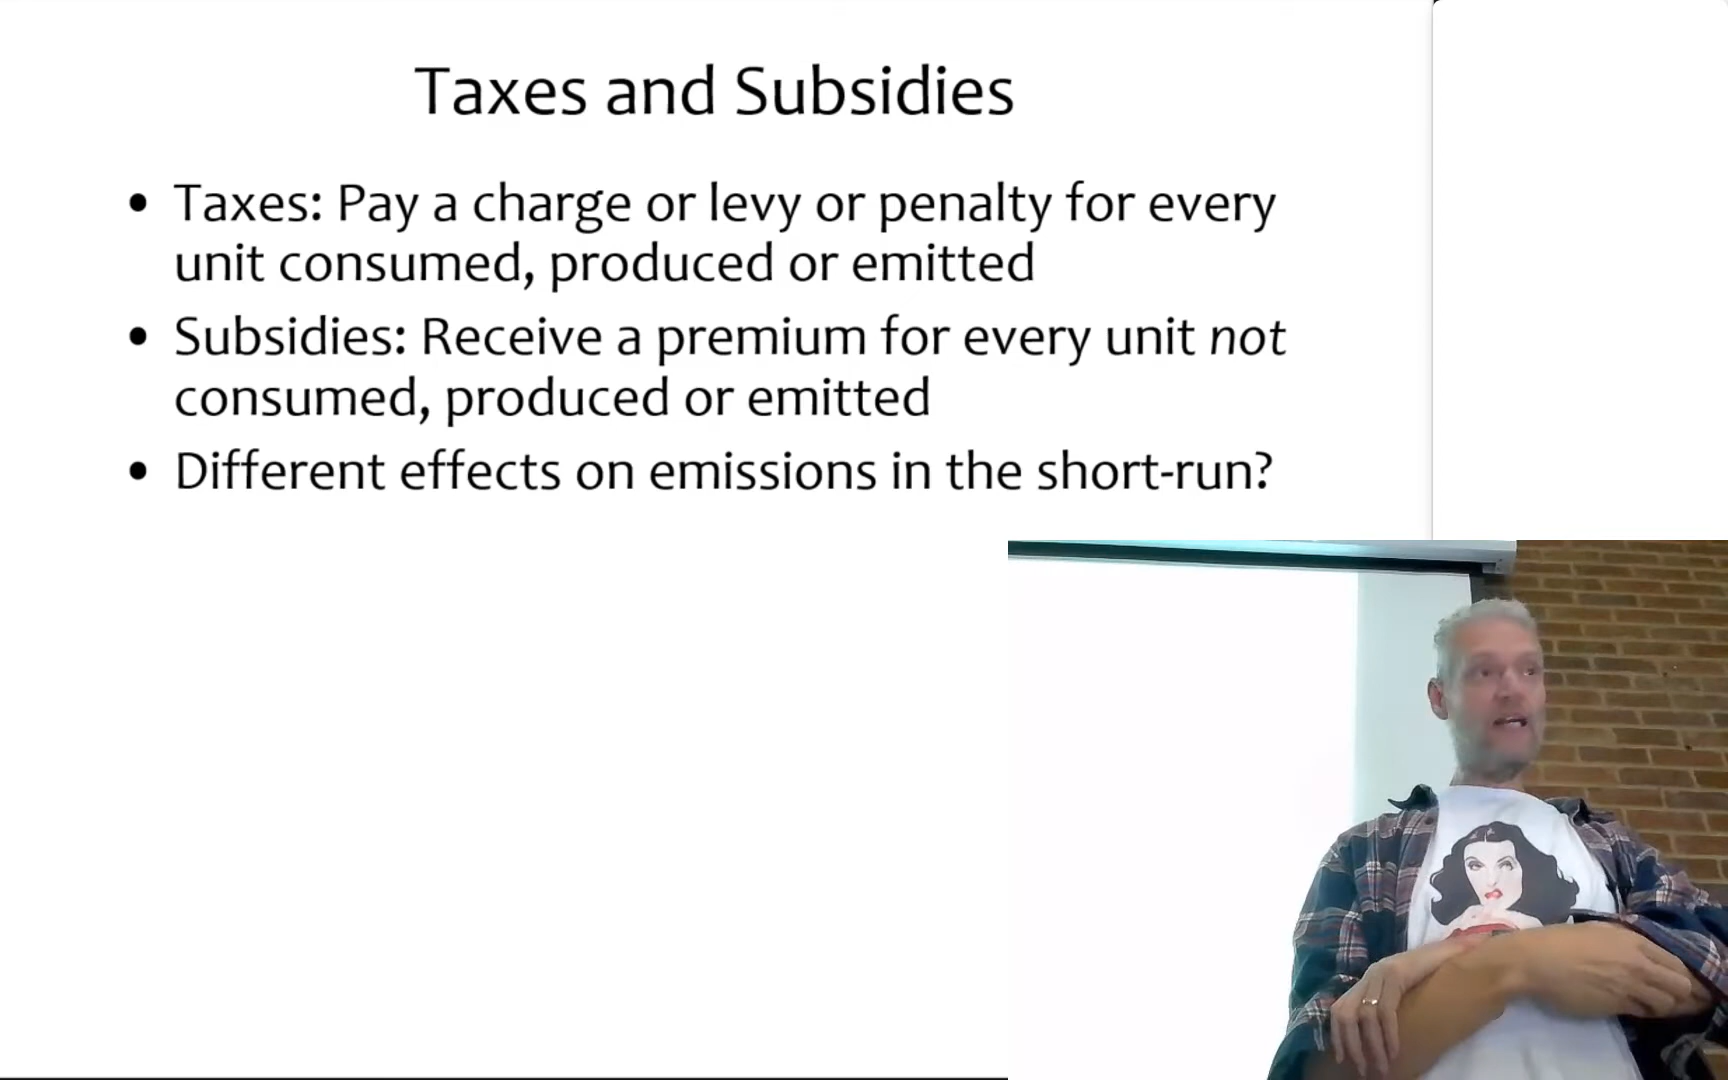 Taxes and Subsidies
• Taxes: Pay a charge or levy or penalty for every
unit consumed, produced or emitted
• Subsidies: Receive a premium for every unit not
consumed, produced or emitted
• Different effects on emissions in the short-run?